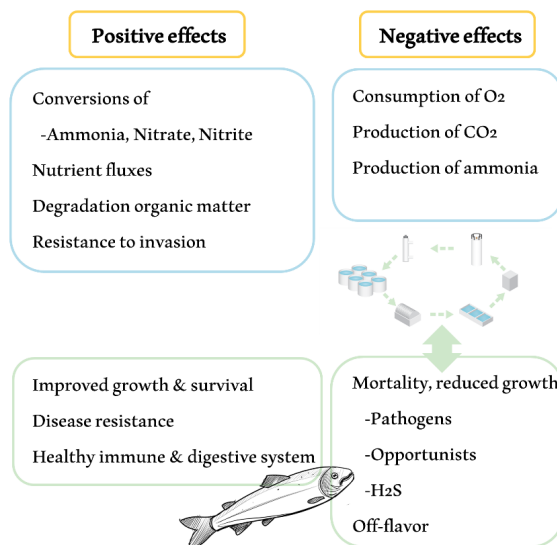 Positive effects
Negative effects
Conversions of
-Ammonia, Nitrate, Nitrite
Nutrient fluxes
Degradation organic matter
Resistance to invasion
Consumption of O2
Production of CO2
Production of ammonia
Improved growth & survival
Disease resistance
Healthy immune & digestive system
Mortality, reduced growth
-Pathogens
-Opportunists
-H2S
Off-flavor